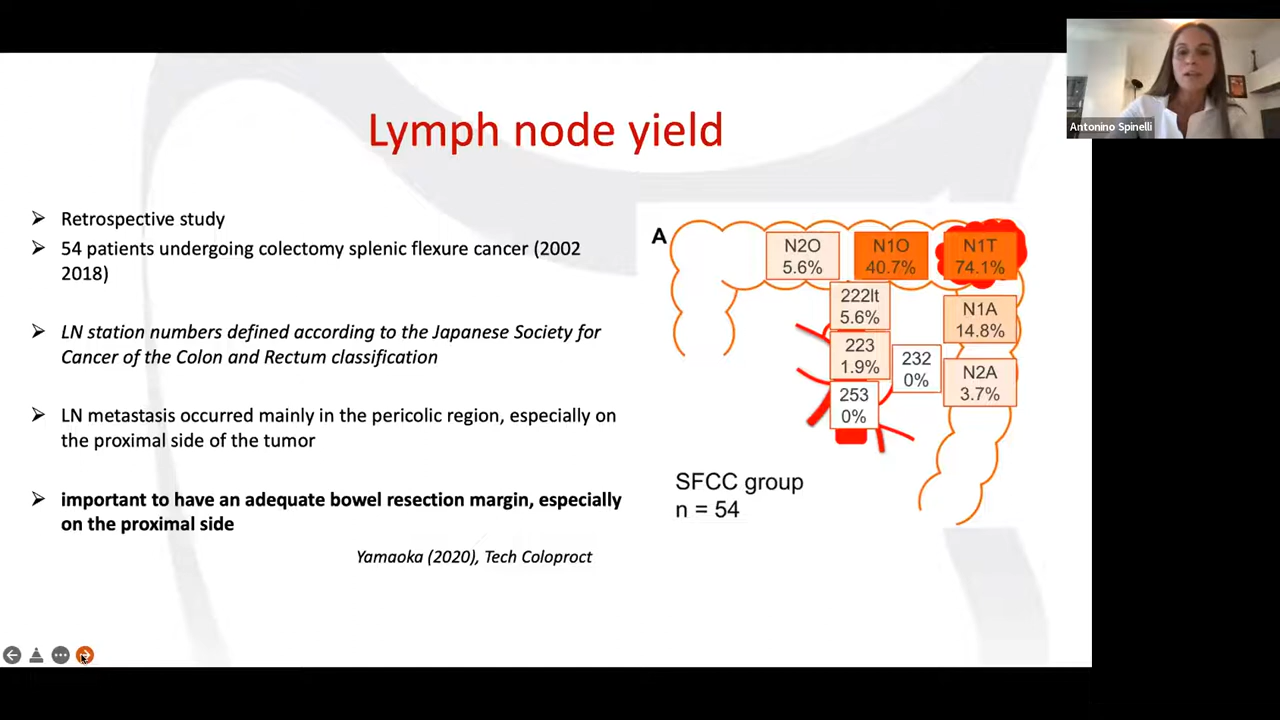 Antonino Spinelli
Lymph node yield
Retrospective study
54 patients undergoing colectomy splenic flexure cancer (2002
2018)
LN station numbers defined according to the Japanese Society for
Cancer of the Colon and Rectum classification
LN metastasis occurred mainly in the pericolic region, especially on
the proximal side of the tumor
important to have an adequate bowel resection margin, especially
on the proximal side
Yamaoka (2020), Tech Coloproct
A
N2O
5.6%
N1O
40.7%
N1T
74.1%
222lt
5.6%
N1A
14.8%
223
1.9%
232
0%
N2A
3.7%
253
0%
SFCC group
n = 54